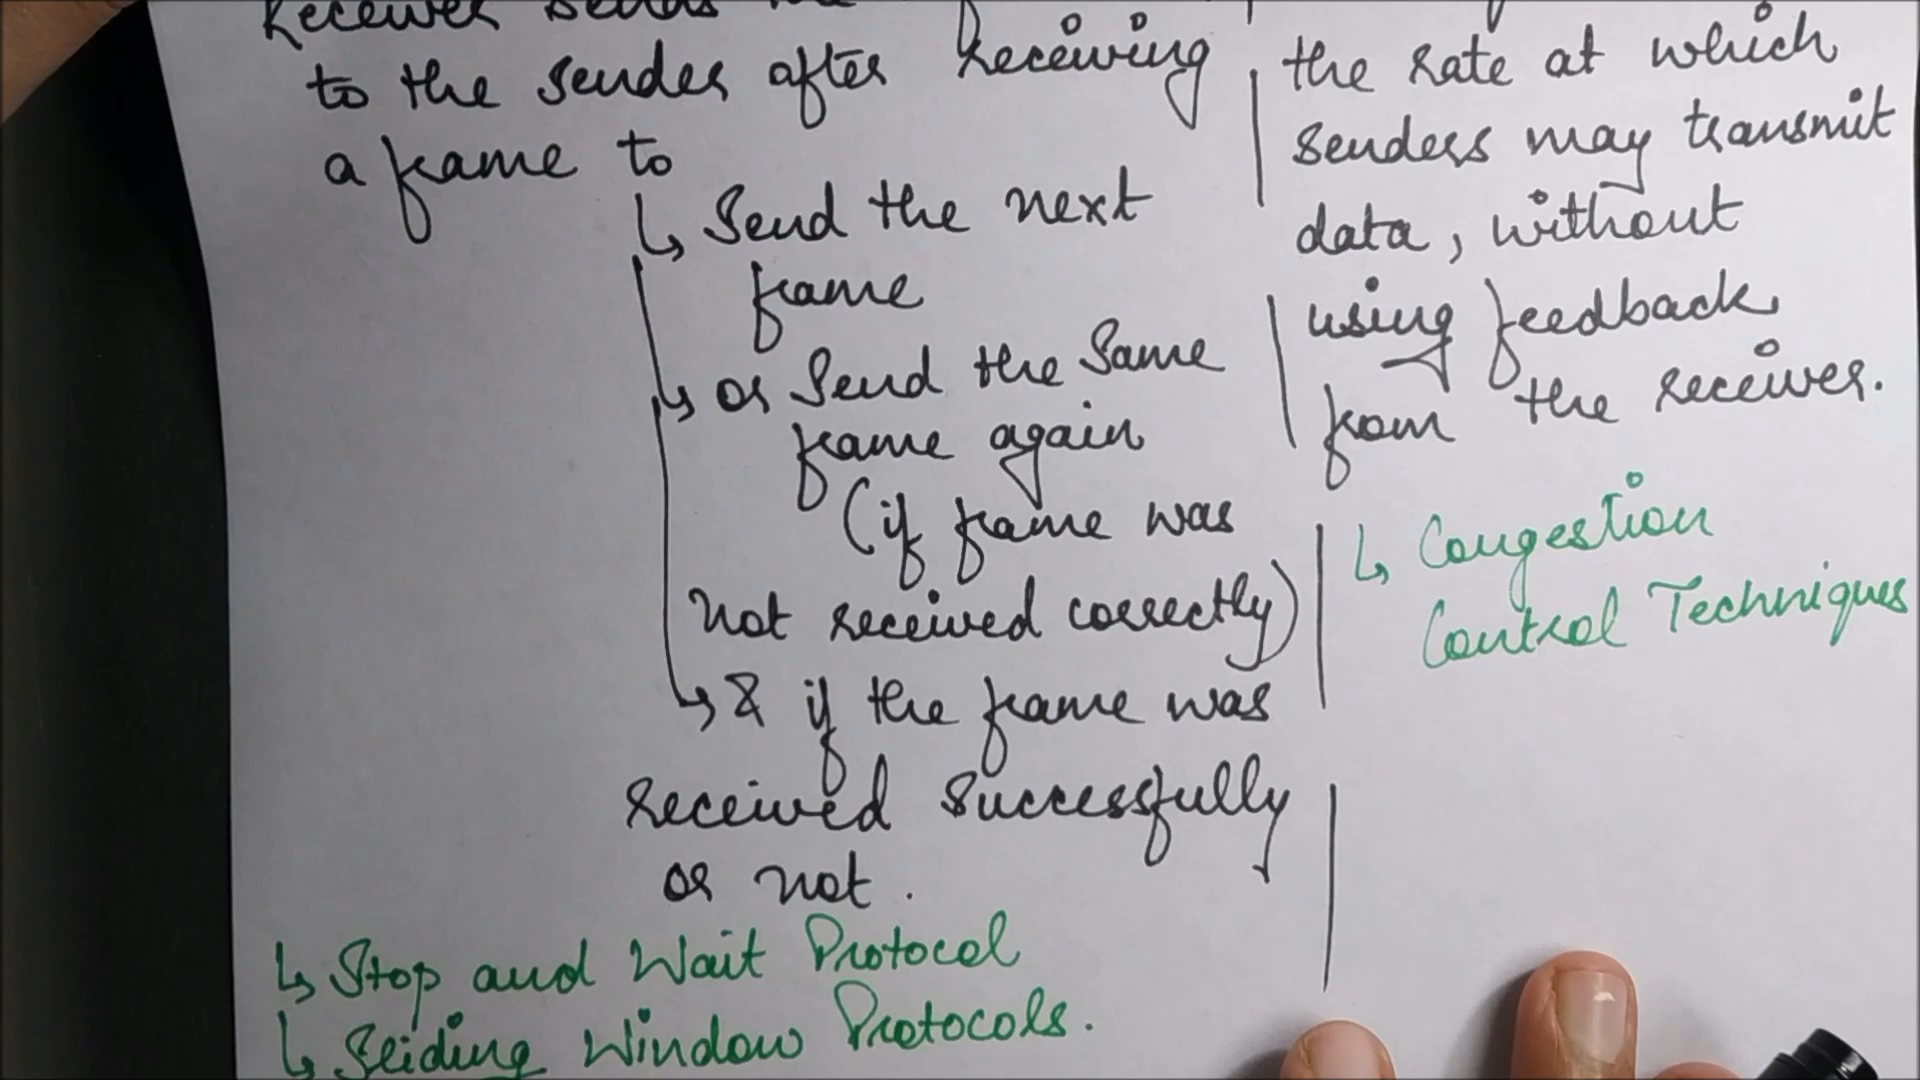 Receiver sends
to the sender after receiving
a frame to
↳ Send the next
frame
↳ or Send the Same
frame again
(if frame was
not received correctly)
↳ & if the frame was
received successfully
or not.
↳ Stop and Wait Protocol
↳ Sliding Window Protocols.
the rate at which
senders may transmit
data, without
using feedback
from the receiver.
↳ Congestion
Control Techniques